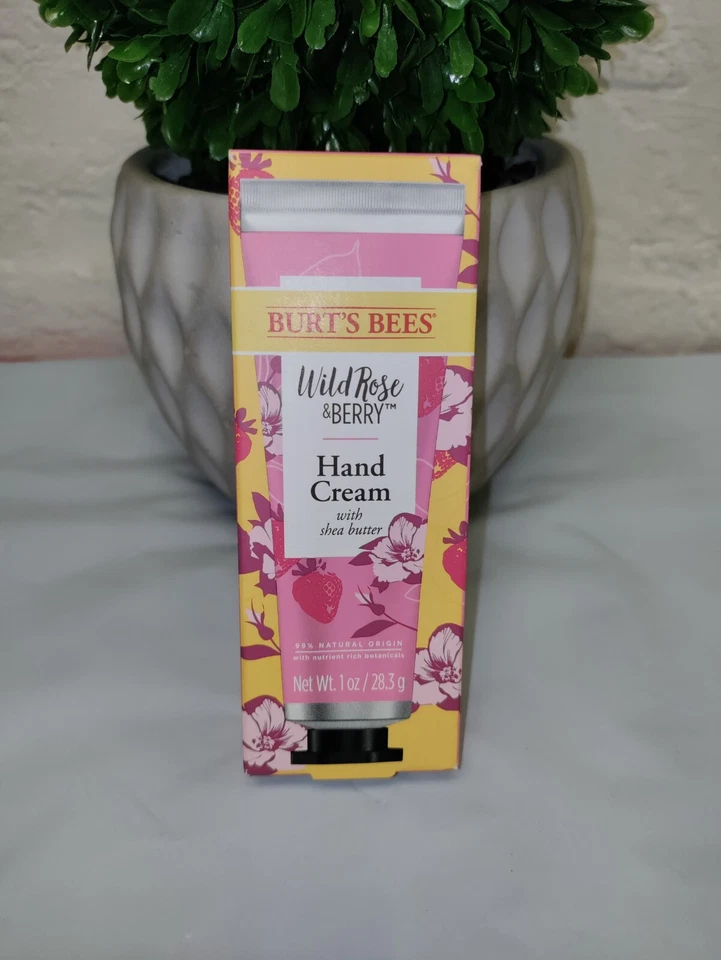 BURT'S BEES®
Wild Rose
& BERRY™
Hand
Cream
with
shea butter
98% NATURAL ORIGIN
with nutrient rich botanicals
Net Wt. 1 oz / 28.3 g